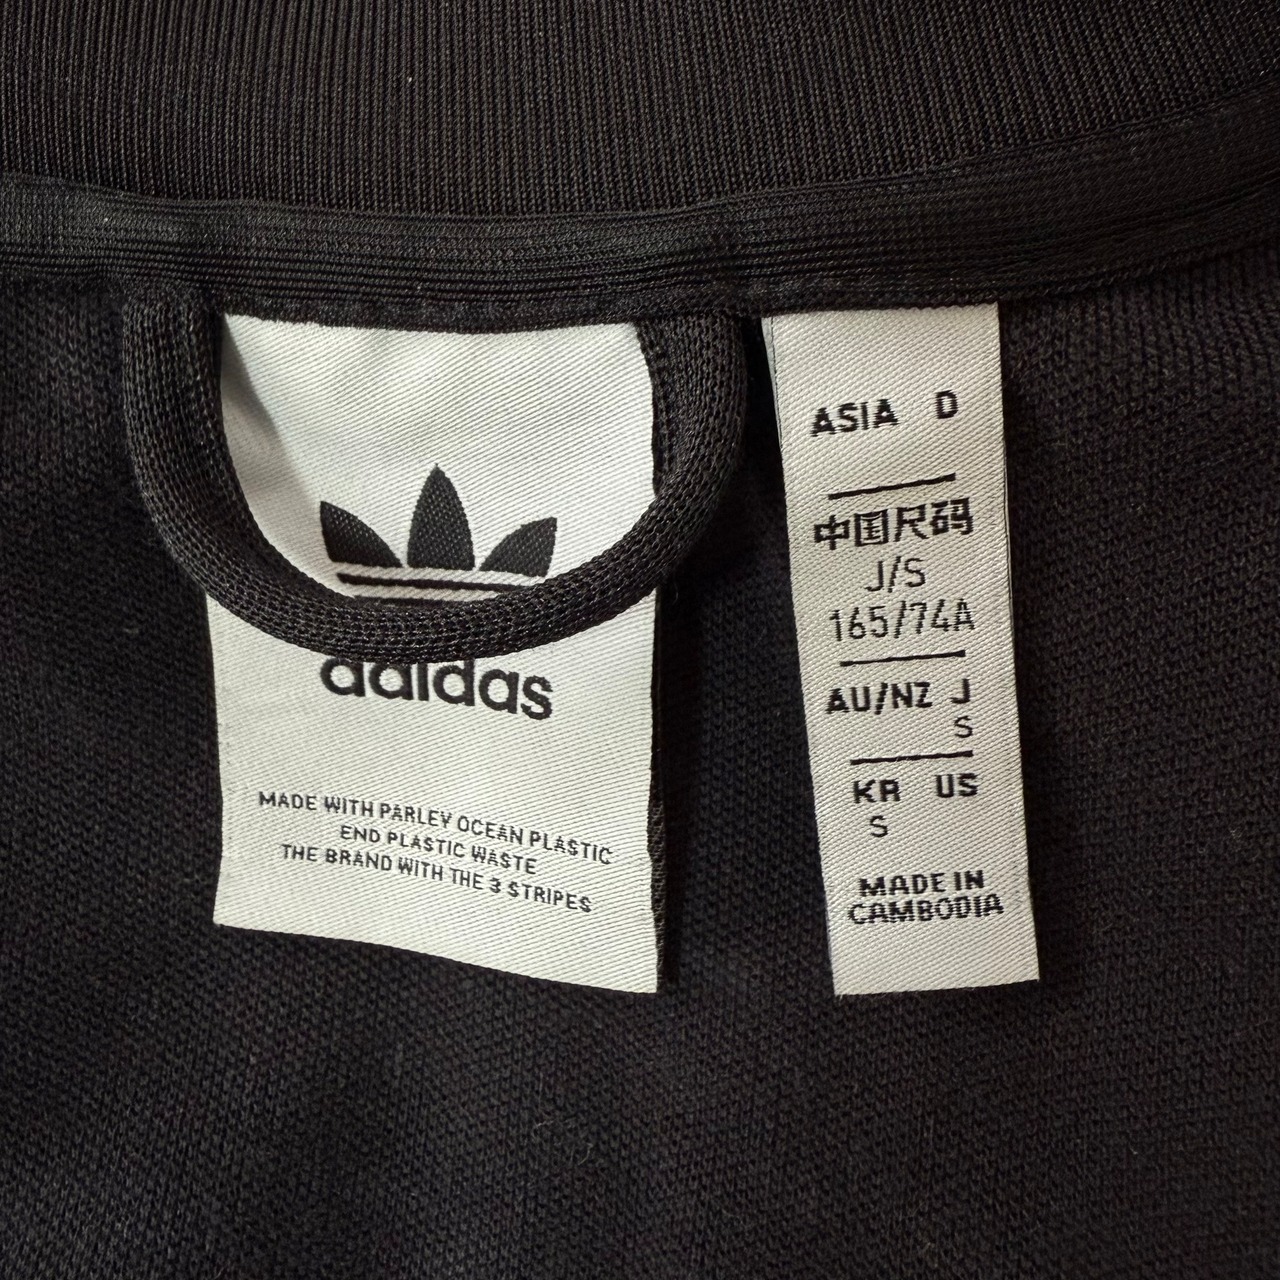 adidas
MADE WITH PARLEY OCEAN PLASTIC
END PLASTIC WASTE
THE BRAND WITH THE 3 STRIPES
ASIA D
中国尺码
J/S
165/74A
AU/NZ J
S
KR US
S
MADE IN
CAMBODIA